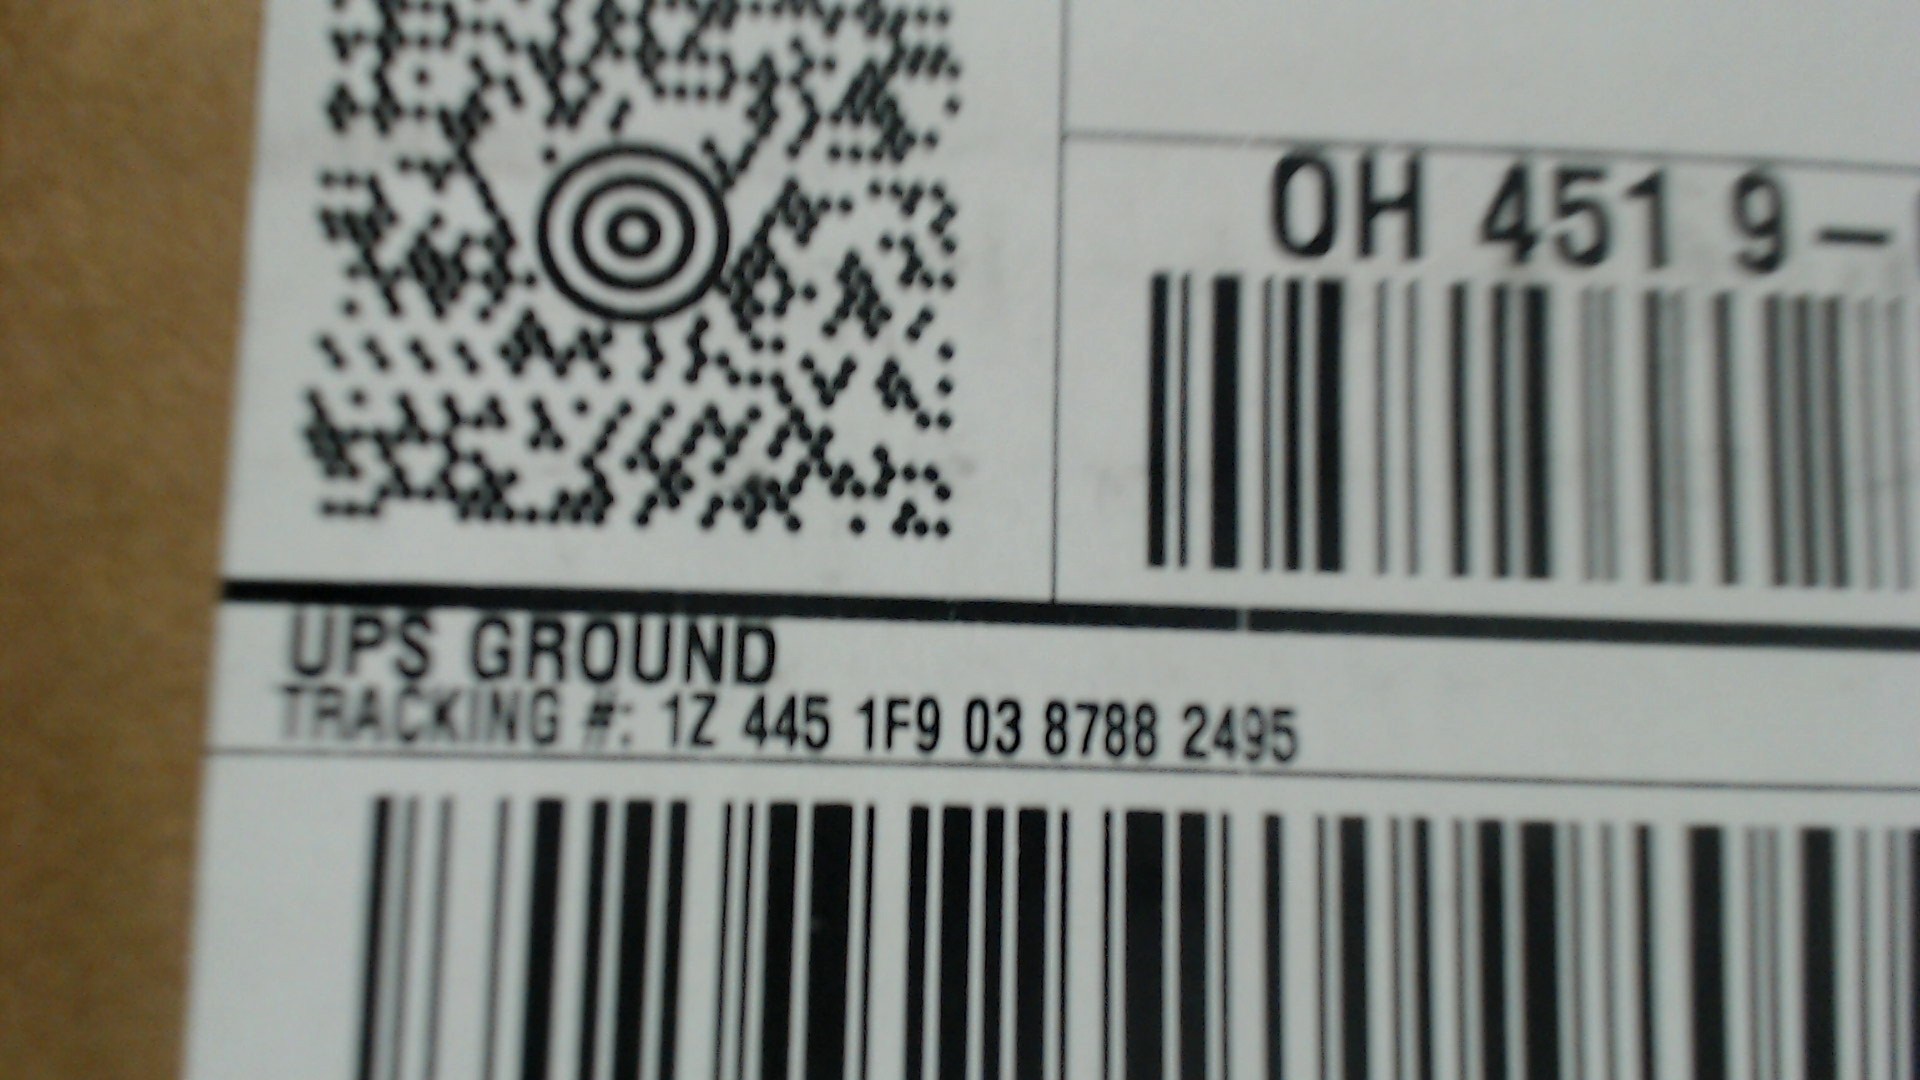 OH 451 9-
UPS GROUND
TRACKING #: 1Z 445 1F9 03 8788 2495